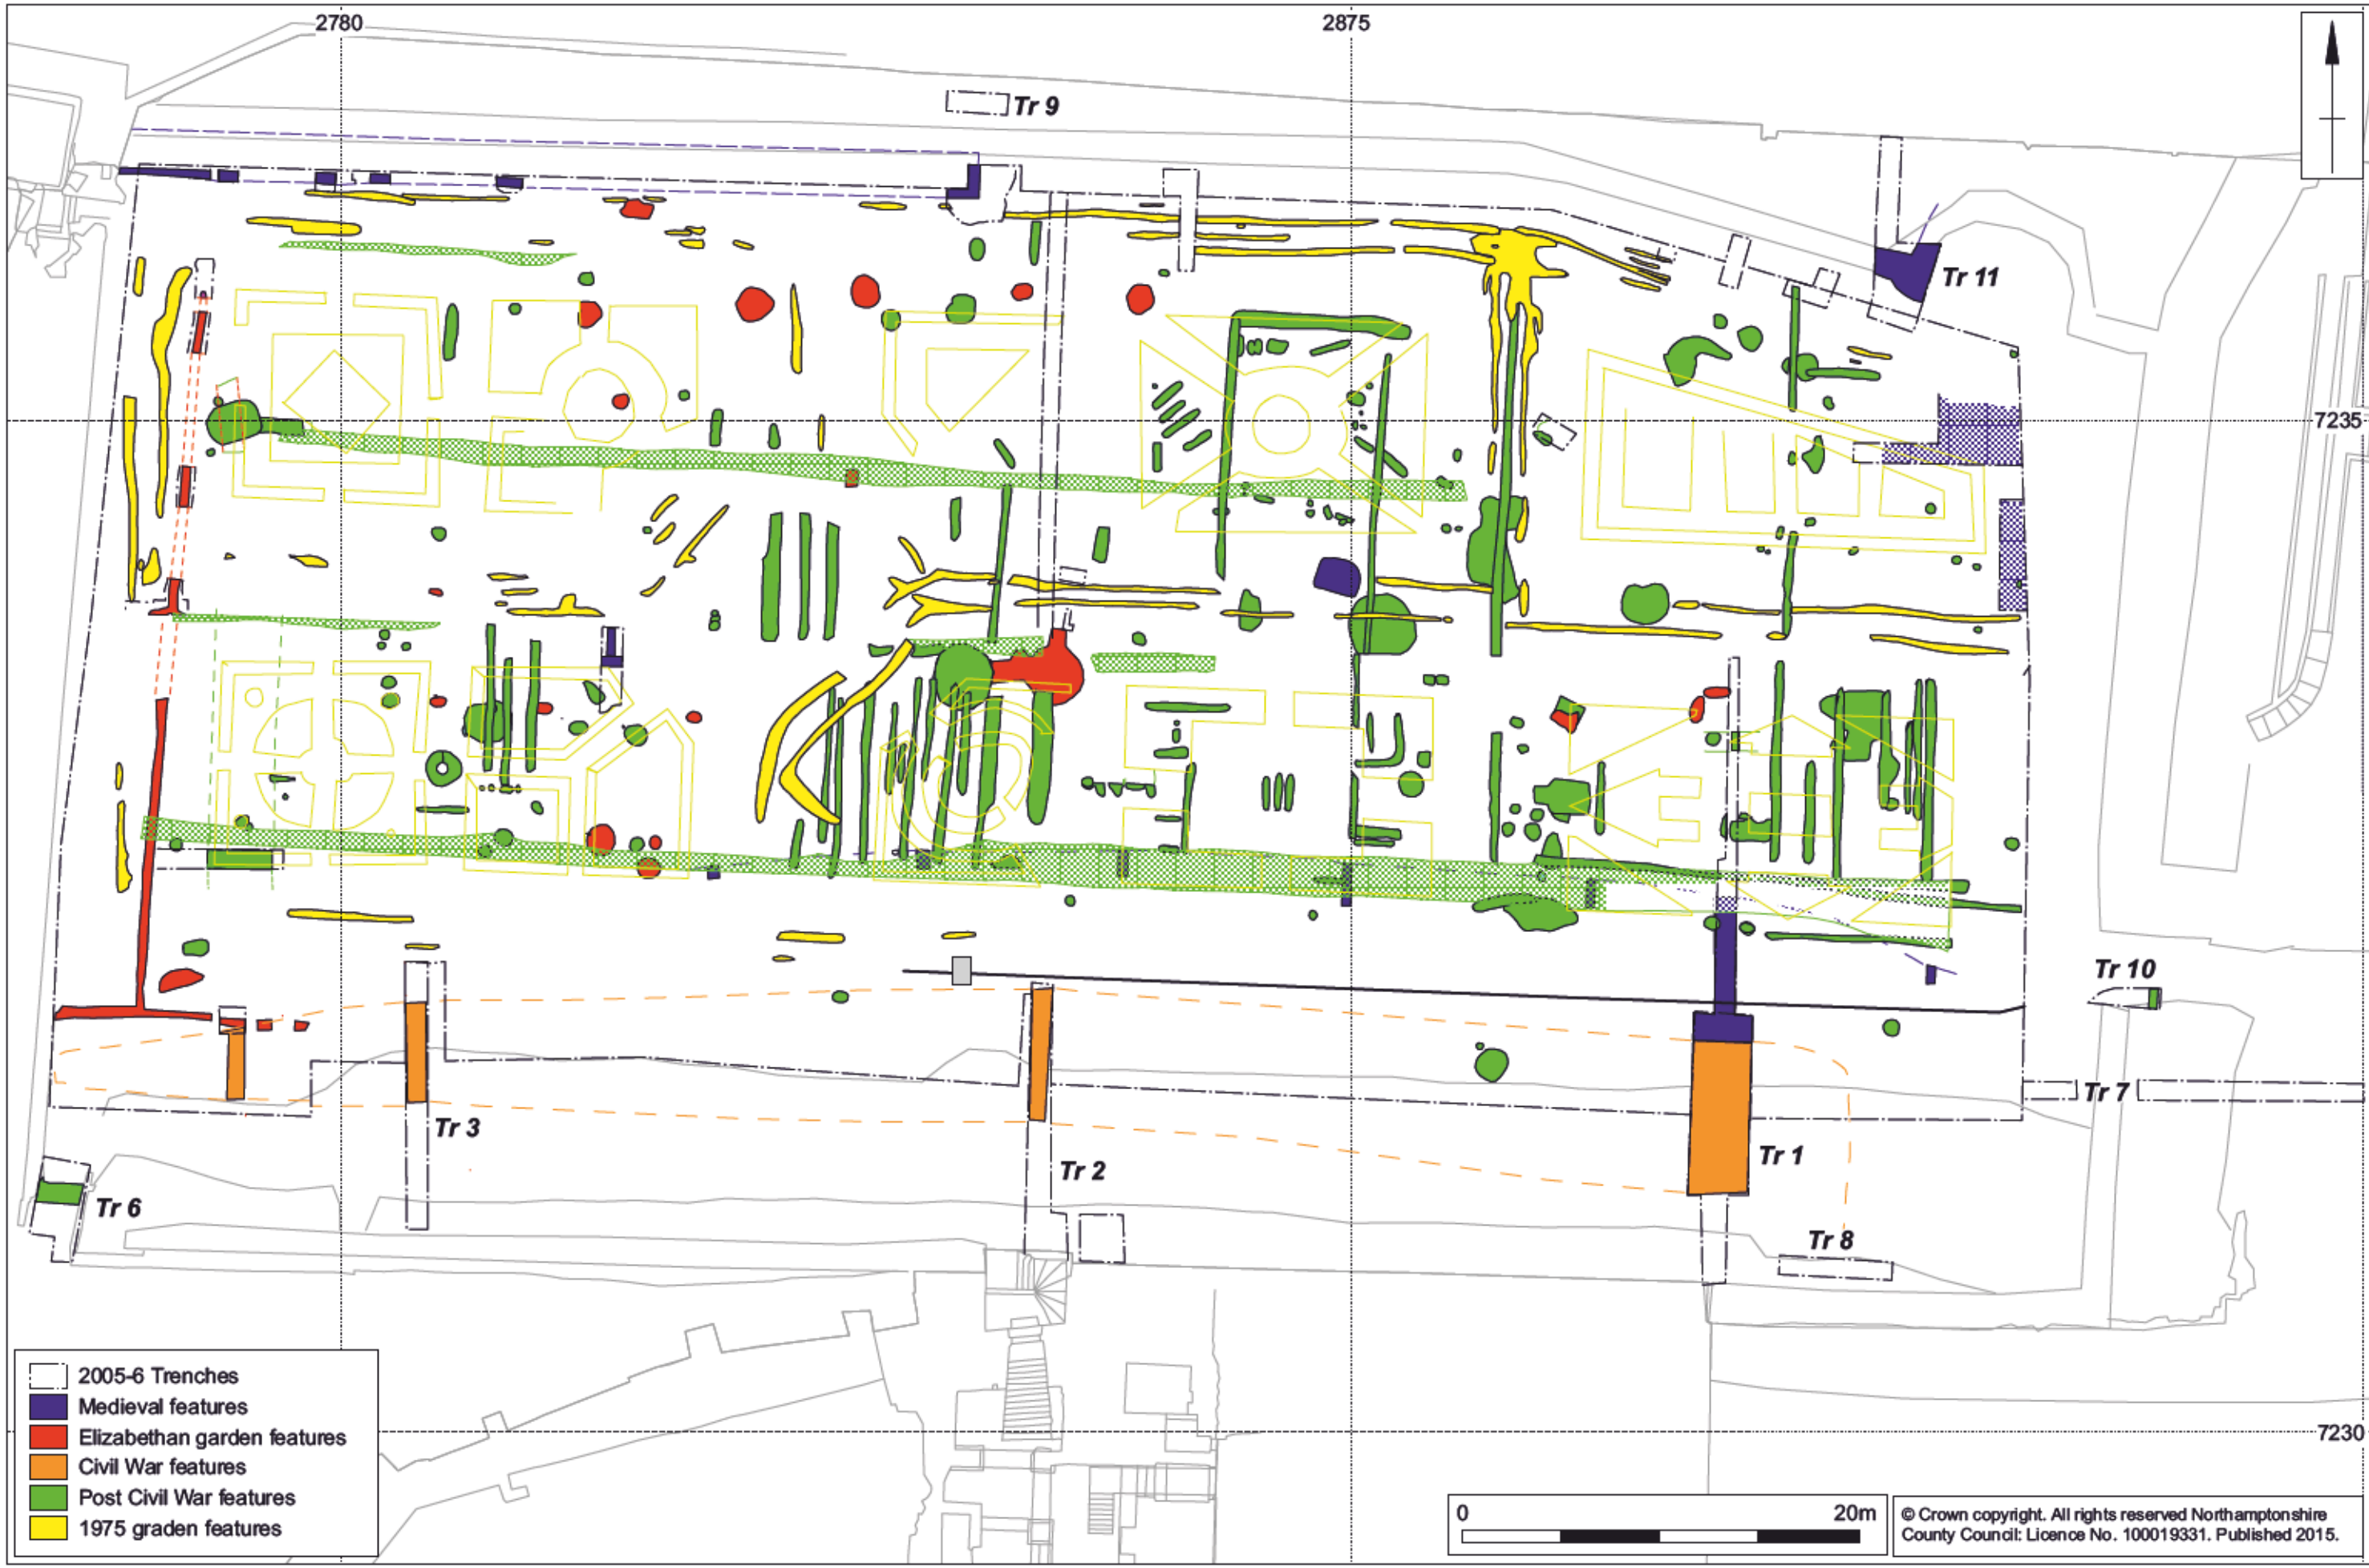 2780
2875
Tr 9
Tr 11
7235
Tr 10
Tr 7
Tr 3
Tr 1
Tr 2
Tr 6
Tr 8
2005-6 Trenches
Medieval features
Elizabethan garden features
Civil War features
Post Civil War features
1975 graden features
7230
0 20m
© Crown copyright. All rights reserved Northamptonshire
County Council: Licence No. 100019331. Published 2015.